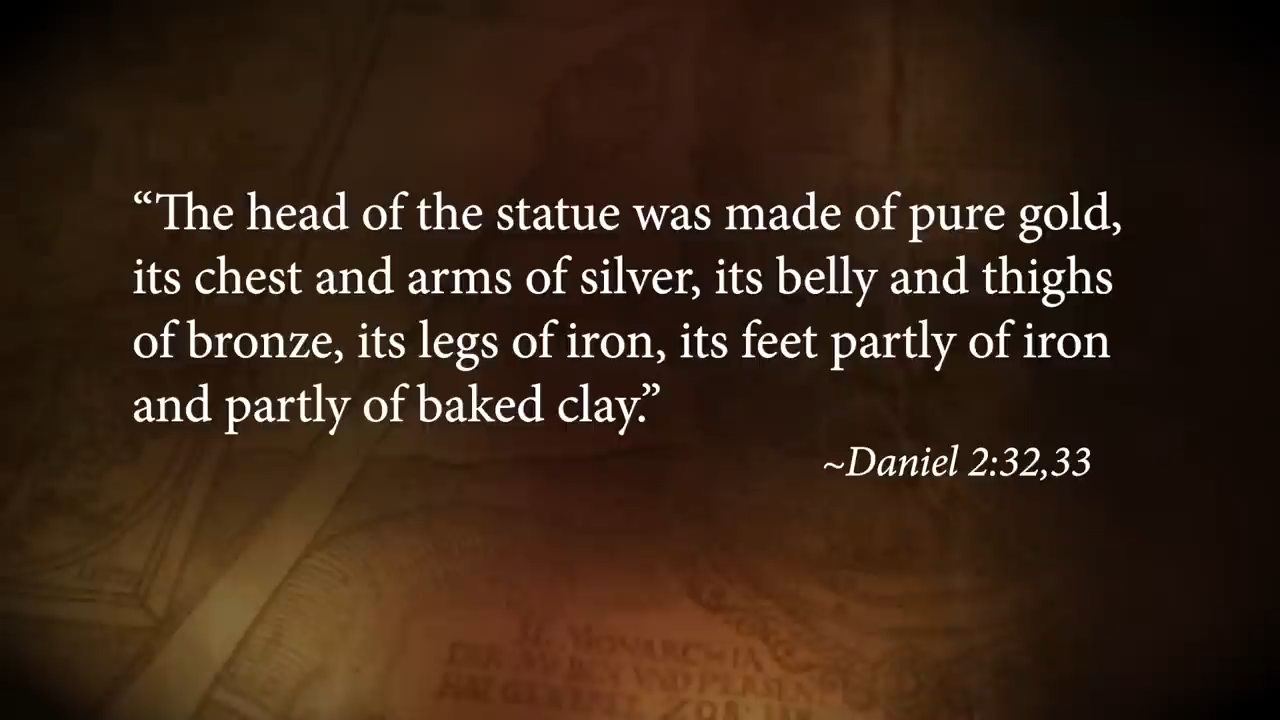 “The head of the statue was made of pure gold,
its chest and arms of silver, its belly and thighs
of bronze, its legs of iron, its feet partly of iron
and partly of baked clay.”
~Daniel 2:32,33
MONARCHIA